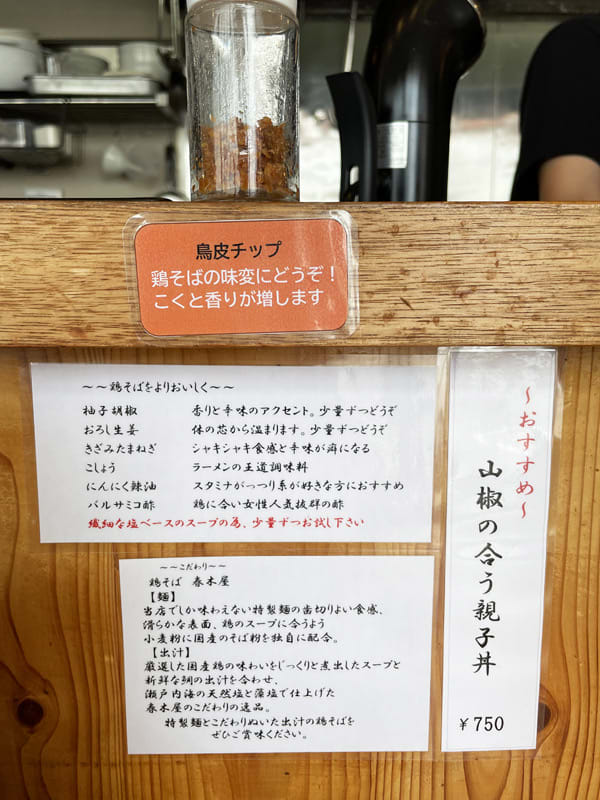 鳥皮チップ
鶏そばの味変にどうぞ！
こくと香りが増します
～～鶏そばをよりおいしく～～
柚子胡椒 香りと辛味のアクセント。少量ずつどうぞ
おろし生姜 体の芯から温まります。少量ずつどうぞ
きざみたまねぎ シャキシャキ食感と辛味が癖になる
こしょう ラーメンの王道調味料
にんにく辣油 スタミナがっつり系が好きな方におすすめ
バルサミコ酢 鶏に合い女性人気抜群の酢
繊細な塩ベースのスープの為、少量ずつお試し下さい
～～こだわり～～
鶏そば 春木屋
【麺】
当店でしか味わえない特製麺の歯切りよい食感、
滑らかな表面、鶏のスープに合うよう
小麦粉に国産のそば粉を独自に配合。
【出汁】
厳選した国産鶏の味わいをじっくりと煮出したスープと
新鮮な鯛の出汁を合わせ、
瀬戸内海の天然塩と藻塩で仕上げた
春木屋のこだわりの逸品。
特製麺とこだわりぬいた出汁の鶏そばを
ぜひご賞味ください。
～おすすめ～
山椒の合う親子丼
￥750